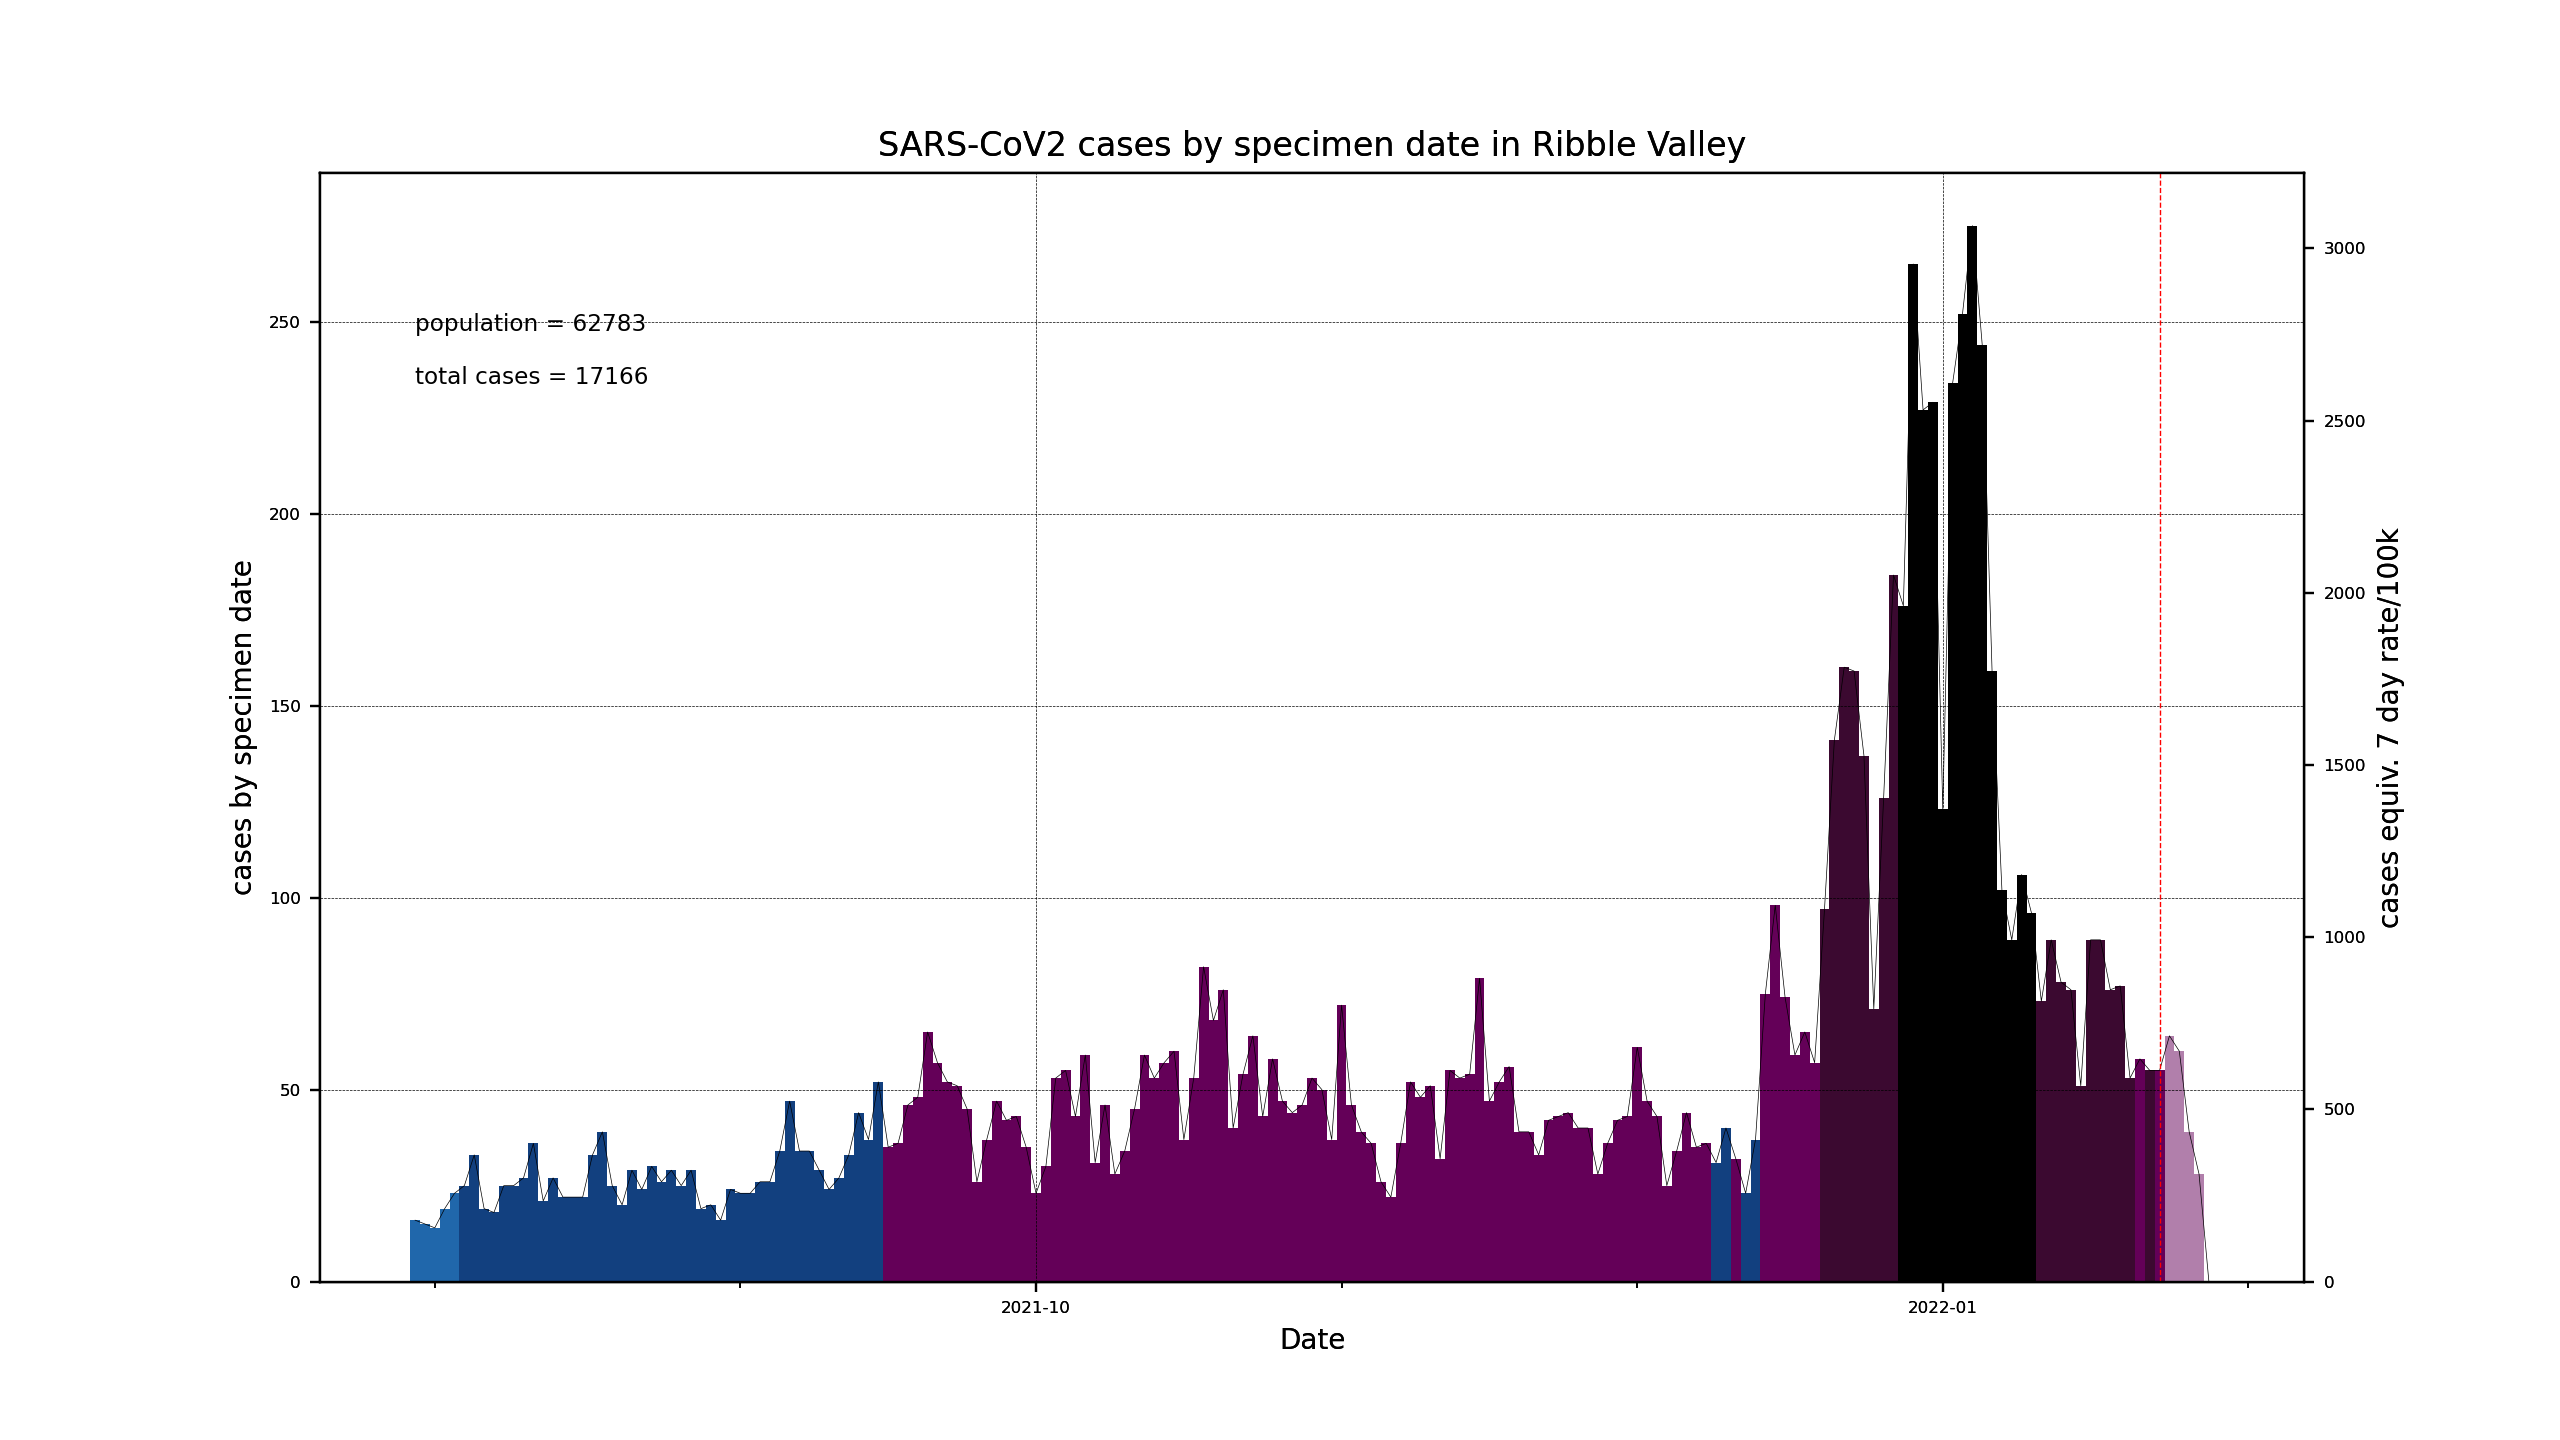 SARS-CoV2 cases by specimen date in Ribble Valley
population = 62783
total cases = 17166
cases by specimen date
250
200
150
100
50
0
3000
2500
2000
1500
1000
500
0
cases equiv. 7 day rate/100k
2021-10
2022-01
Date